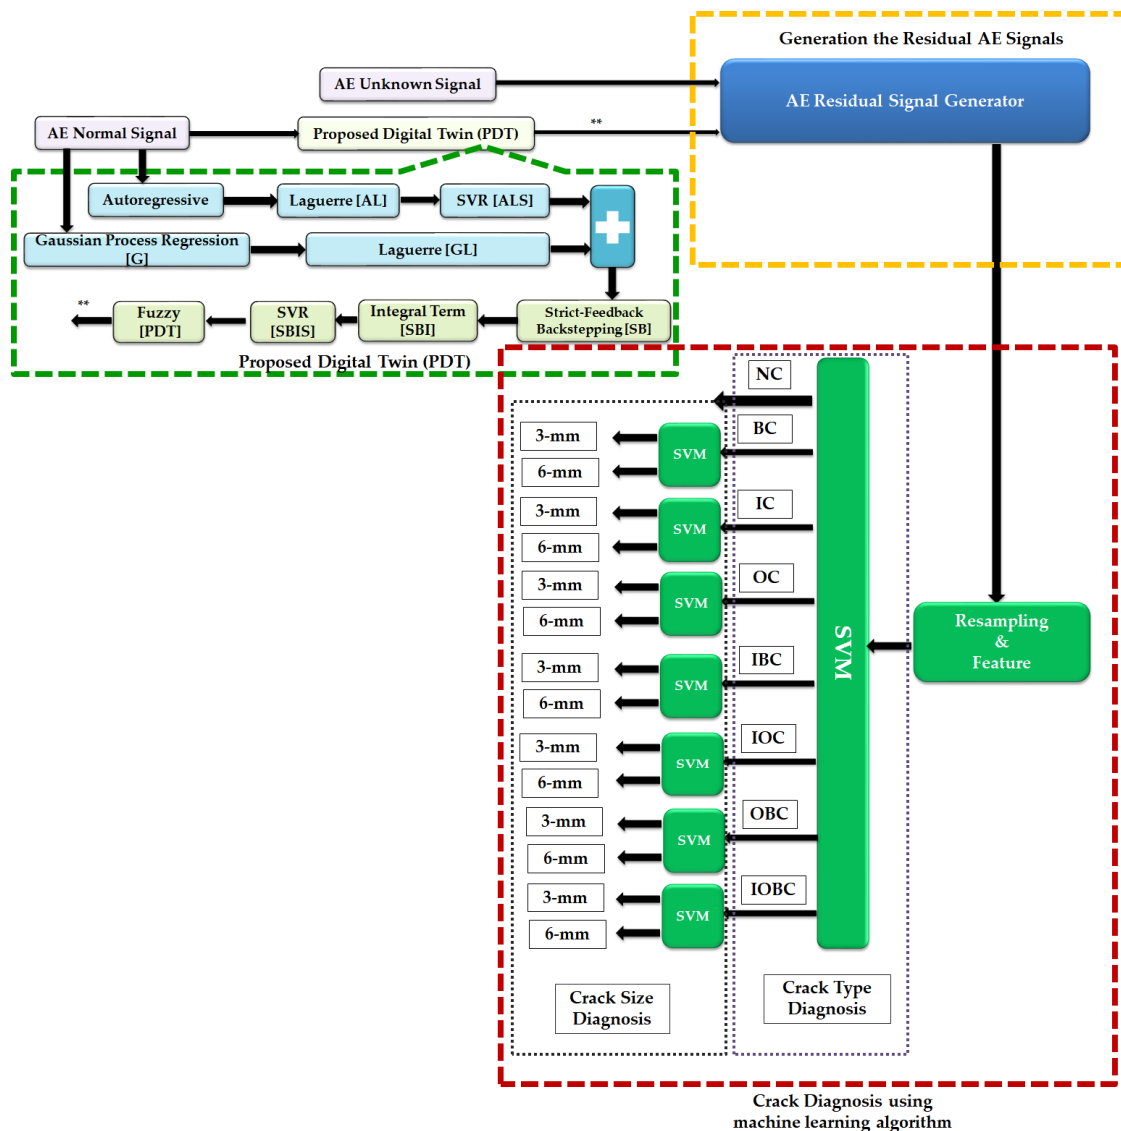 Generation the Residual AE Signals
AE Unknown Signal
AE Residual Signal Generator
AE Normal Signal
Proposed Digital Twin (PDT)
**
Autoregressive
Laguerre [AL]
SVR [ALS]
Gaussian Process Regression
[G]
Laguerre [GL]
**
Fuzzy
[PDT]
SVR
[SBIS]
Integral Term
[SBI]
Strict-Feedback
Backstepping [SB]
Proposed Digital Twin (PDT)
NC
BC
3-mm
SVM
6-mm
IC
3-mm
SVM
6-mm
OC
3-mm
SVM
6-mm
IBC
3-mm
SVM
6-mm
IOC
3-mm
SVM
6-mm
OBC
3-mm
SVM
6-mm
IOBC
3-mm
SVM
6-mm
SVM
Resampling
&
Feature
Crack Size
Diagnosis
Crack Type
Diagnosis
Crack Diagnosis using
machine learning algorithm